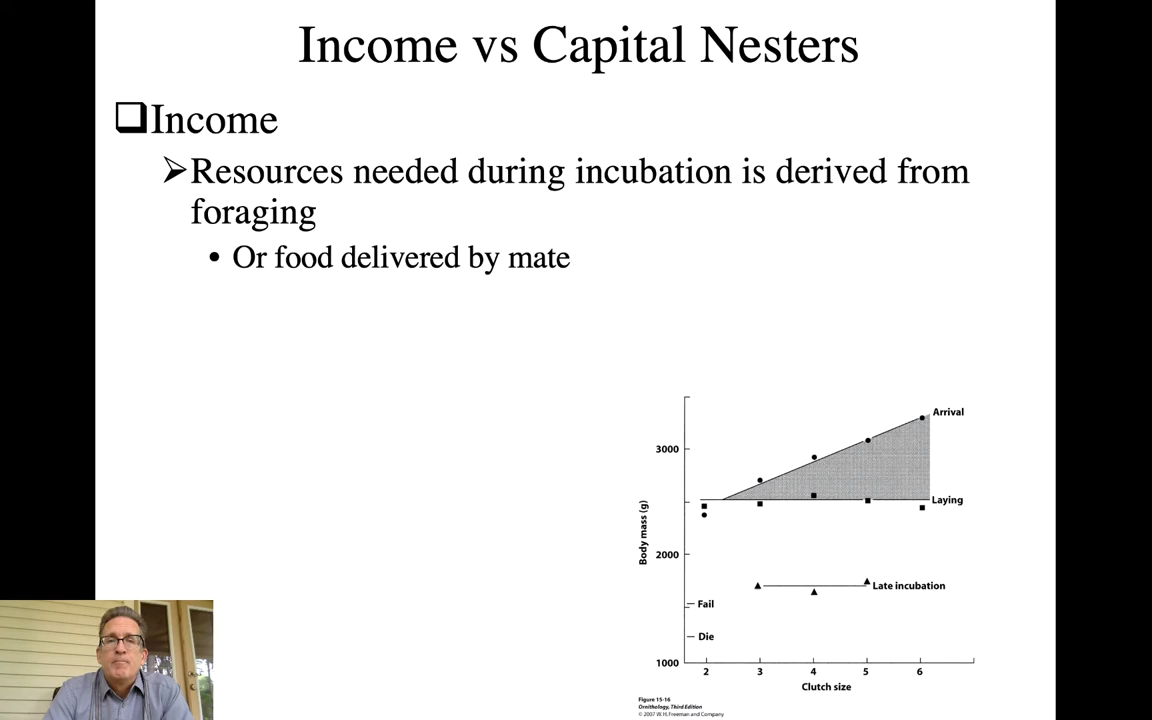 Income vs Capital Nesters
Income
Resources needed during incubation is derived from
foraging
Or food delivered by mate
Arrival
3000
Laying
Body mass (g)
2000
Late incubation
Fail
Die
1000
2 3 4 5 6
Clutch size
Figure 15-16
Ornithology, Third Edition
© 2007 W. H. Freeman and Company